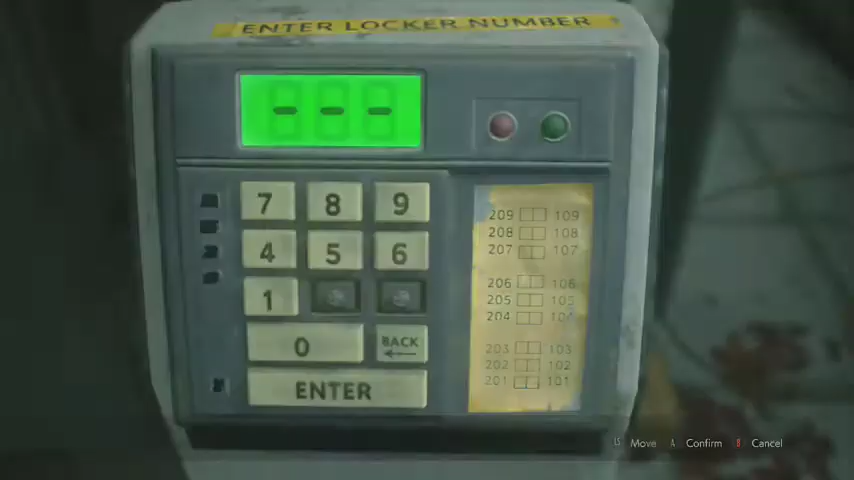 ENTER LOCKER NUMBER
- - -
7 8 9
4 5 6
1
0 BACK
ENTER
209 109
208 108
207 107
206 106
205 105
204 104
203 103
202 102
201 101
LS Move A Confirm B Cancel